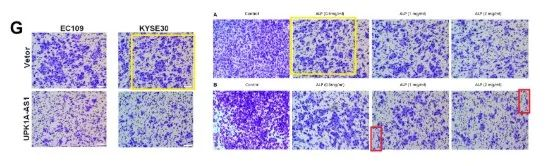 G
EC109 KYSE30
Vetor
UPK1A-AS1
A
Control ALP (0.5mg/ml) ALP (1 mg/ml) ALP (2 mg/ml)
B
Control ALP (0.5mg/ml) ALP (1 mg/ml) ALP (2 mg/ml)